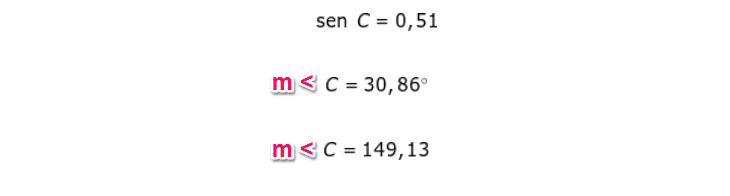 sen C = 0,51
m < C = 30,86°
m < C = 149,13